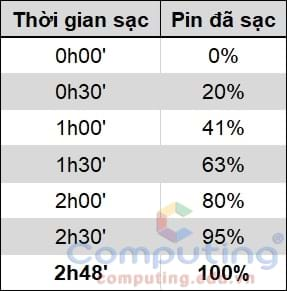 Thời gian sạc Pin đã sạc
0h00' 0%
0h30' 20%
1h00' 41%
1h30' 63%
2h00' 80%
2h30' 95%
Computing®
2h48' 100%
computing.edu.vn